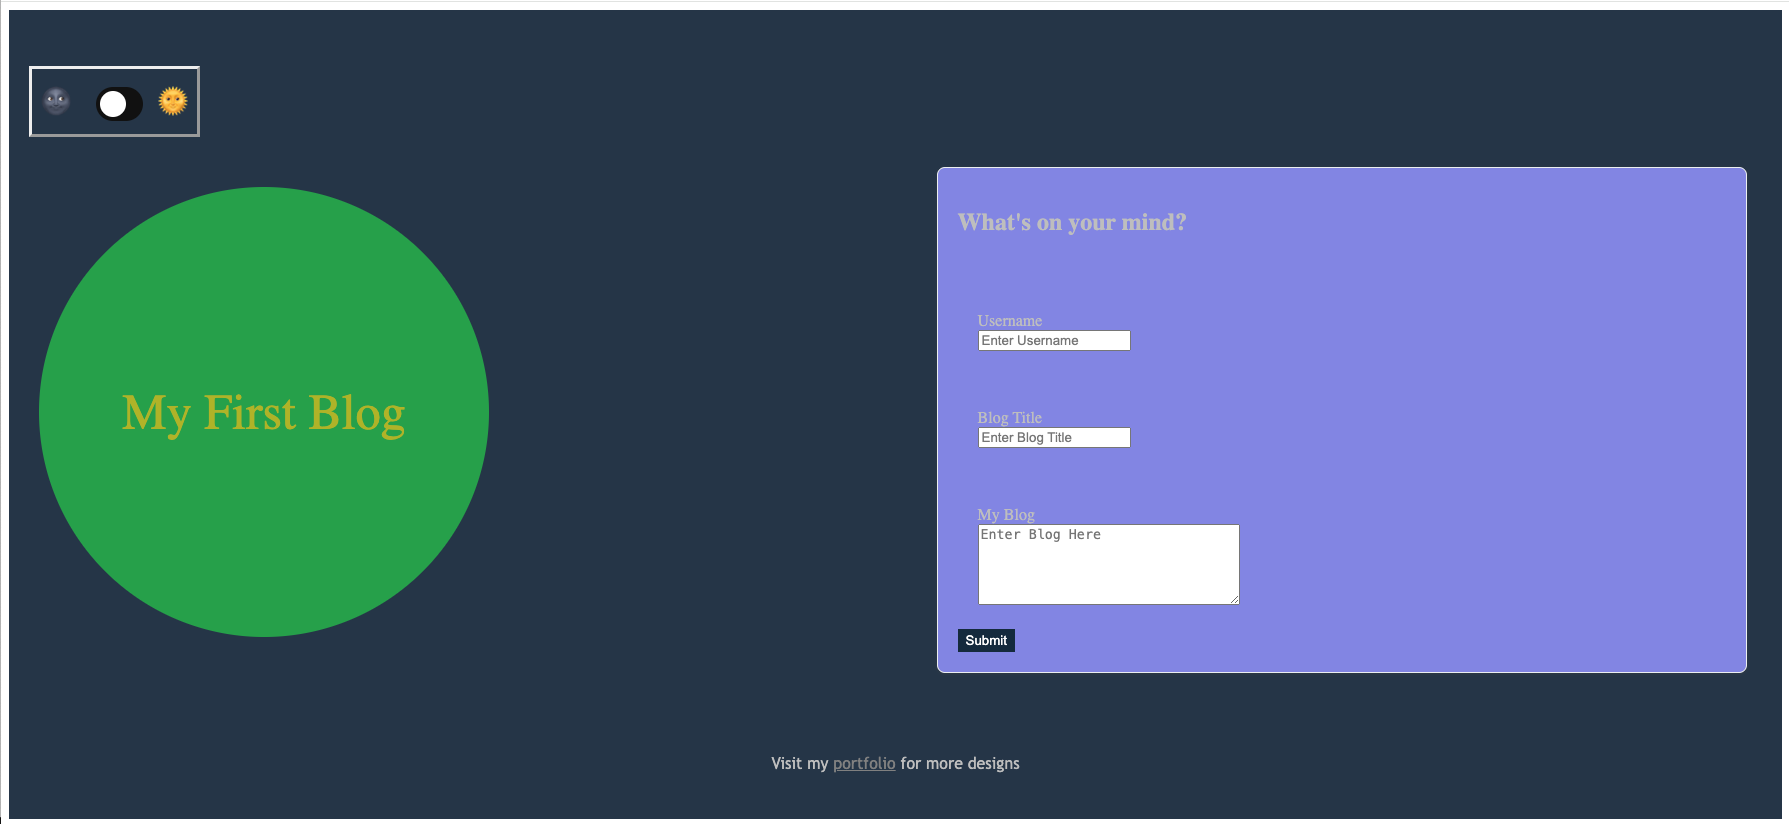 My First Blog
What's on your mind?
Username
Enter Username
Blog Title
Enter Blog Title
My Blog
Enter Blog Here
Submit
Visit my portfolio for more designs